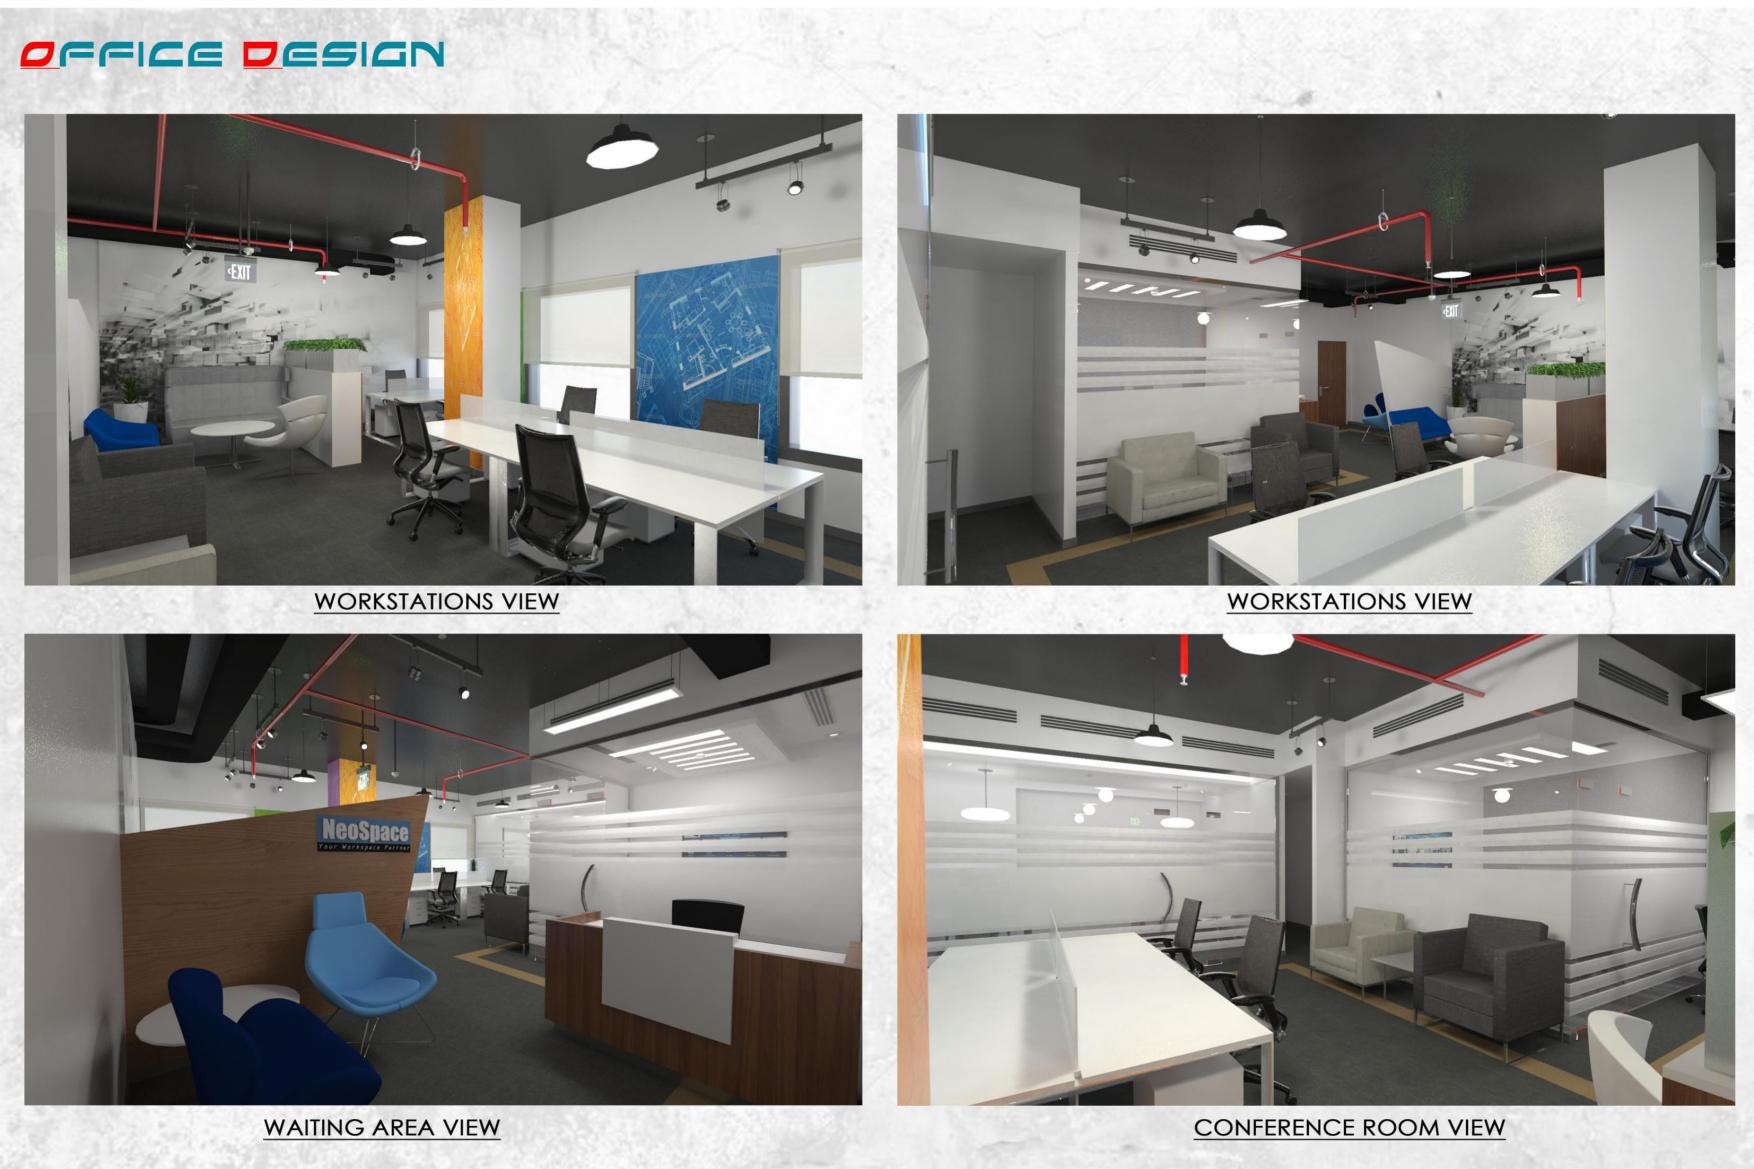 OFFICE DESIGN
<EXIT
<EXIT
WORKSTATIONS VIEW
WORKSTATIONS VIEW
NeoSpace
Your Workspace Partner
WAITING AREA VIEW
CONFERENCE ROOM VIEW